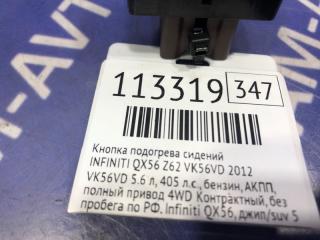 113319 347
Кнопка подогрева сидений
INFINITI QX56 Z62 VK56VD 2012
VK56VD 5.6 л, 405 л.с., бензин, АКПП,
полный привод 4WD Контрактный, без
пробега по РФ. Infiniti QX56, джип/suv 5